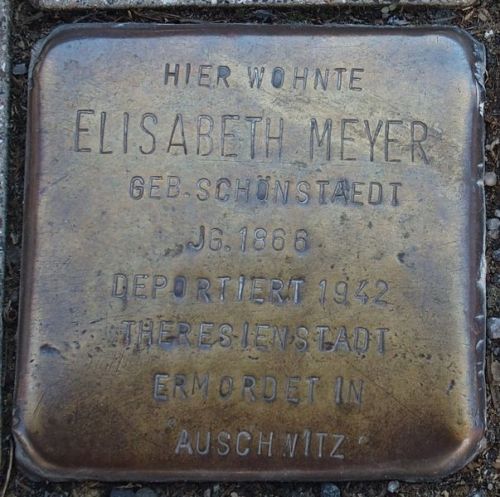 HIER WOHNTE
ELISABETH MEYER
GEB. SCHÖNSTAEDT
JG. 1866
DEPORTIERT 1942
THERESIENSTADT
ERMORDET IN
AUSCHWITZ